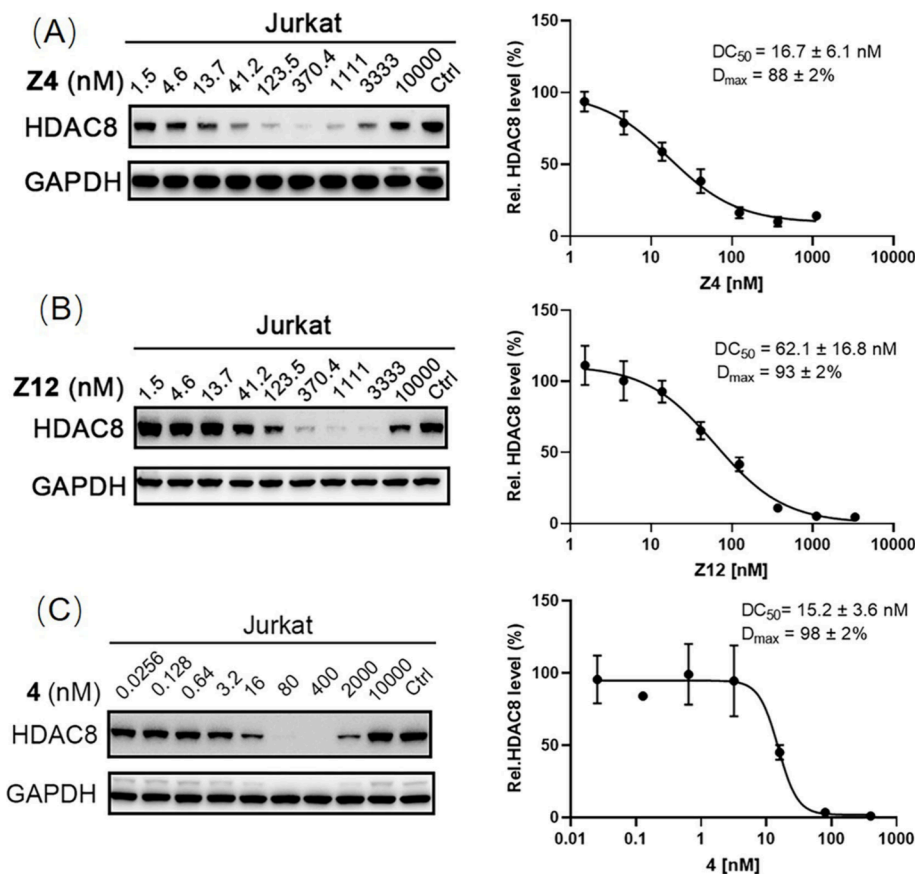 (A)
Jurkat
Z4 (nM)
1.5 4.6 13.7 41.2 123.5 370.4 1111 3333 10000 Ctrl
HDAC8
GAPDH
Rel. HDAC8 level (%)
150
100
50
0
DC50 = 16.7 ± 6.1 nM
Dmax = 88 ± 2%
1 10 100 1000 10000
Z4 [nM]
(B)
Jurkat
Z12 (nM)
1.5 4.6 13.7 41.2 123.5 370.4 1111 3333 10000 Ctrl
HDAC8
GAPDH
Rel. HDAC8 level (%)
150
100
50
0
DC50 = 62.1 ± 16.8 nM
Dmax = 93 ± 2%
1 10 100 1000 10000
Z12 [nM]
(C)
Jurkat
4 (nM)
0.0256 0.128 0.64 3.2 16 80 400 2000 10000 Ctrl
HDAC8
GAPDH
Rel.HDAC8 level (%)
150
100
50
0
DC50 = 15.2 ± 3.6 nM
Dmax = 98 ± 2%
0.01 0.1 1 10 100 1000
4 [nM]